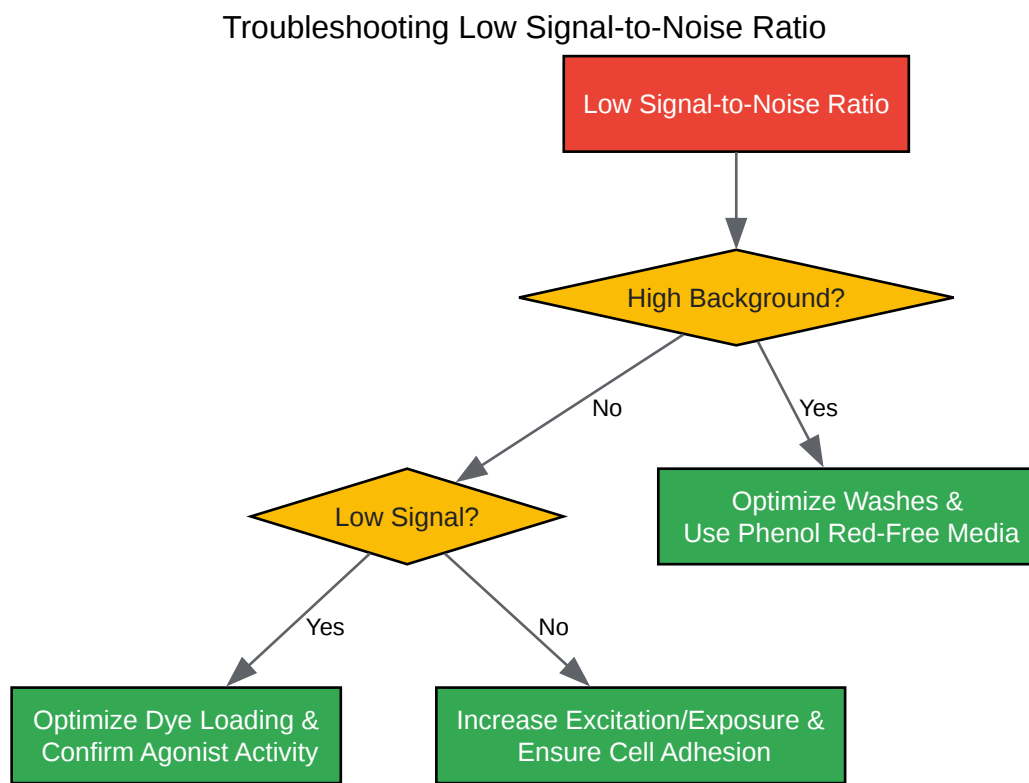 Troubleshooting Low Signal-to-Noise Ratio
Low Signal-to-Noise Ratio
High Background?
No
Yes
Low Signal?
Optimize Washes &
Use Phenol Red-Free Media
Yes
No
Optimize Dye Loading &
Confirm Agonist Activity
Increase Excitation/Exposure &
Ensure Cell Adhesion